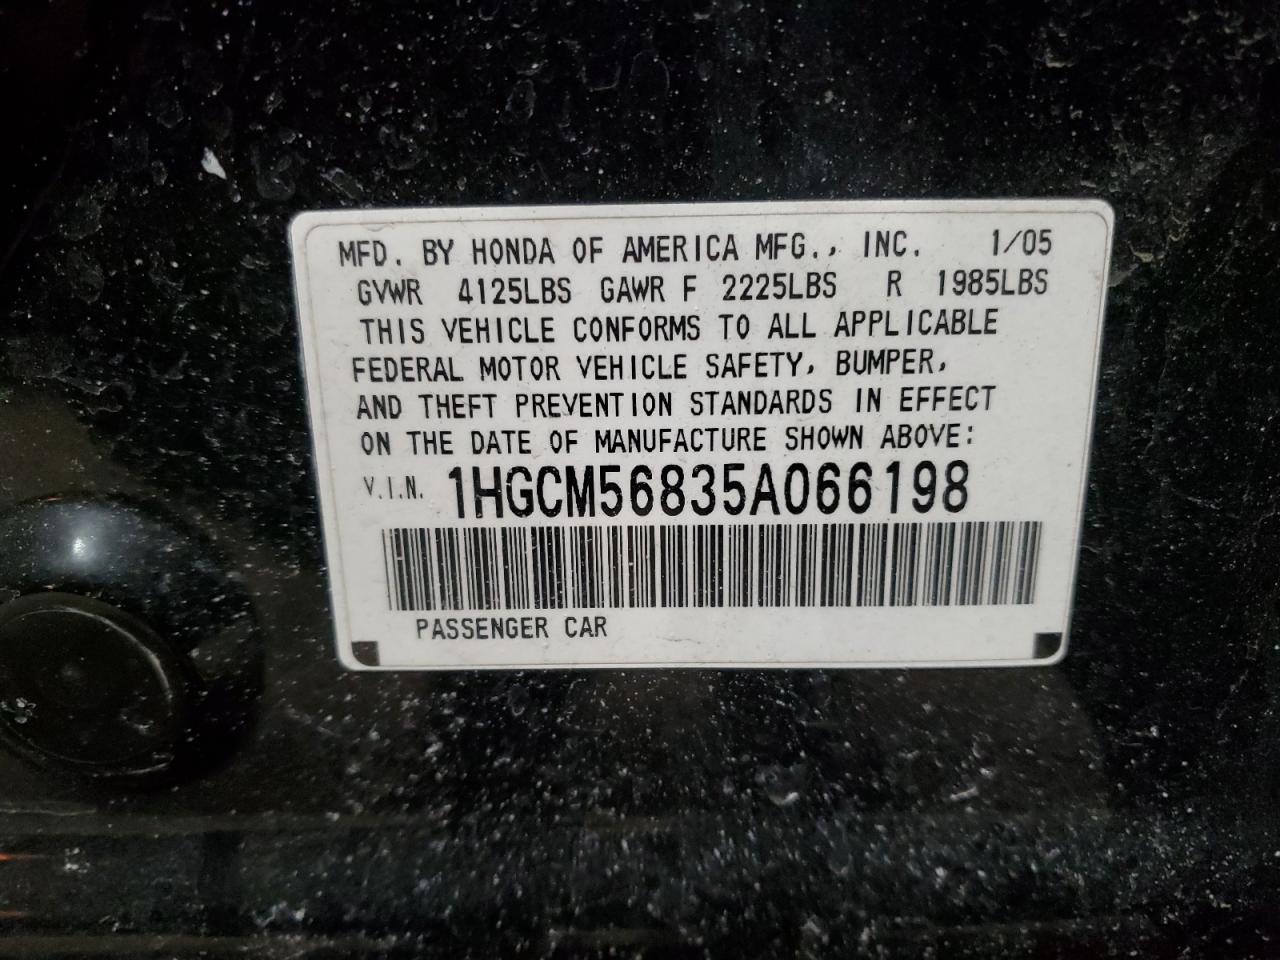 MFD. BY HONDA OF AMERICA MFG., INC. 1/05
GVWR 4125LBS GAWR F 2225LBS R 1985LBS
THIS VEHICLE CONFORMS TO ALL APPLICABLE
FEDERAL MOTOR VEHICLE SAFETY, BUMPER,
AND THEFT PREVENTION STANDARDS IN EFFECT
ON THE DATE OF MANUFACTURE SHOWN ABOVE:
V.I.N. 1HGCM56835A066198
PASSENGER CAR